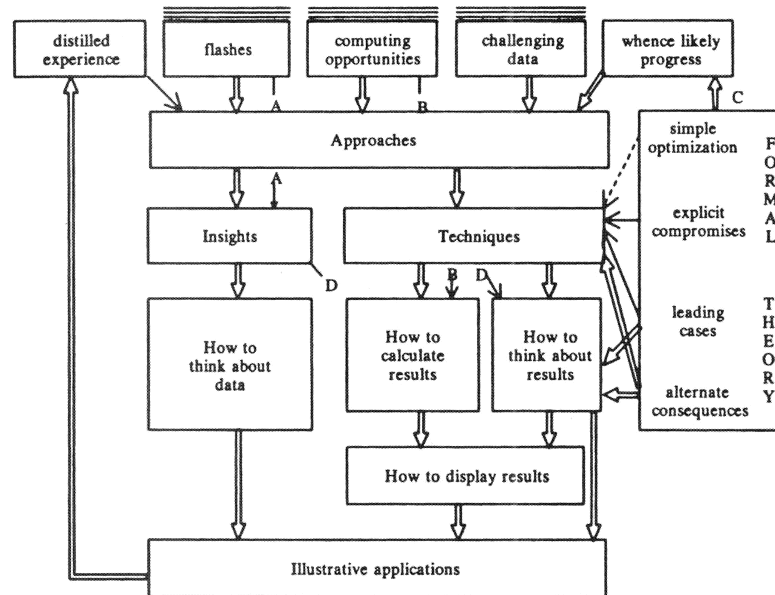 distilled
experience
flashes
computing
opportunities
challenging
data
whence likely
progress
A
B
C
Approaches
simple
optimization
explicit
compromises
leading
cases
alternate
consequences
F
O
R
M
A
L
T
H
E
O
R
Y
A
Insights
Techniques
D
B
D
How to
think about
data
How to
calculate
results
How to
think about
results
How to display results
Illustrative applications